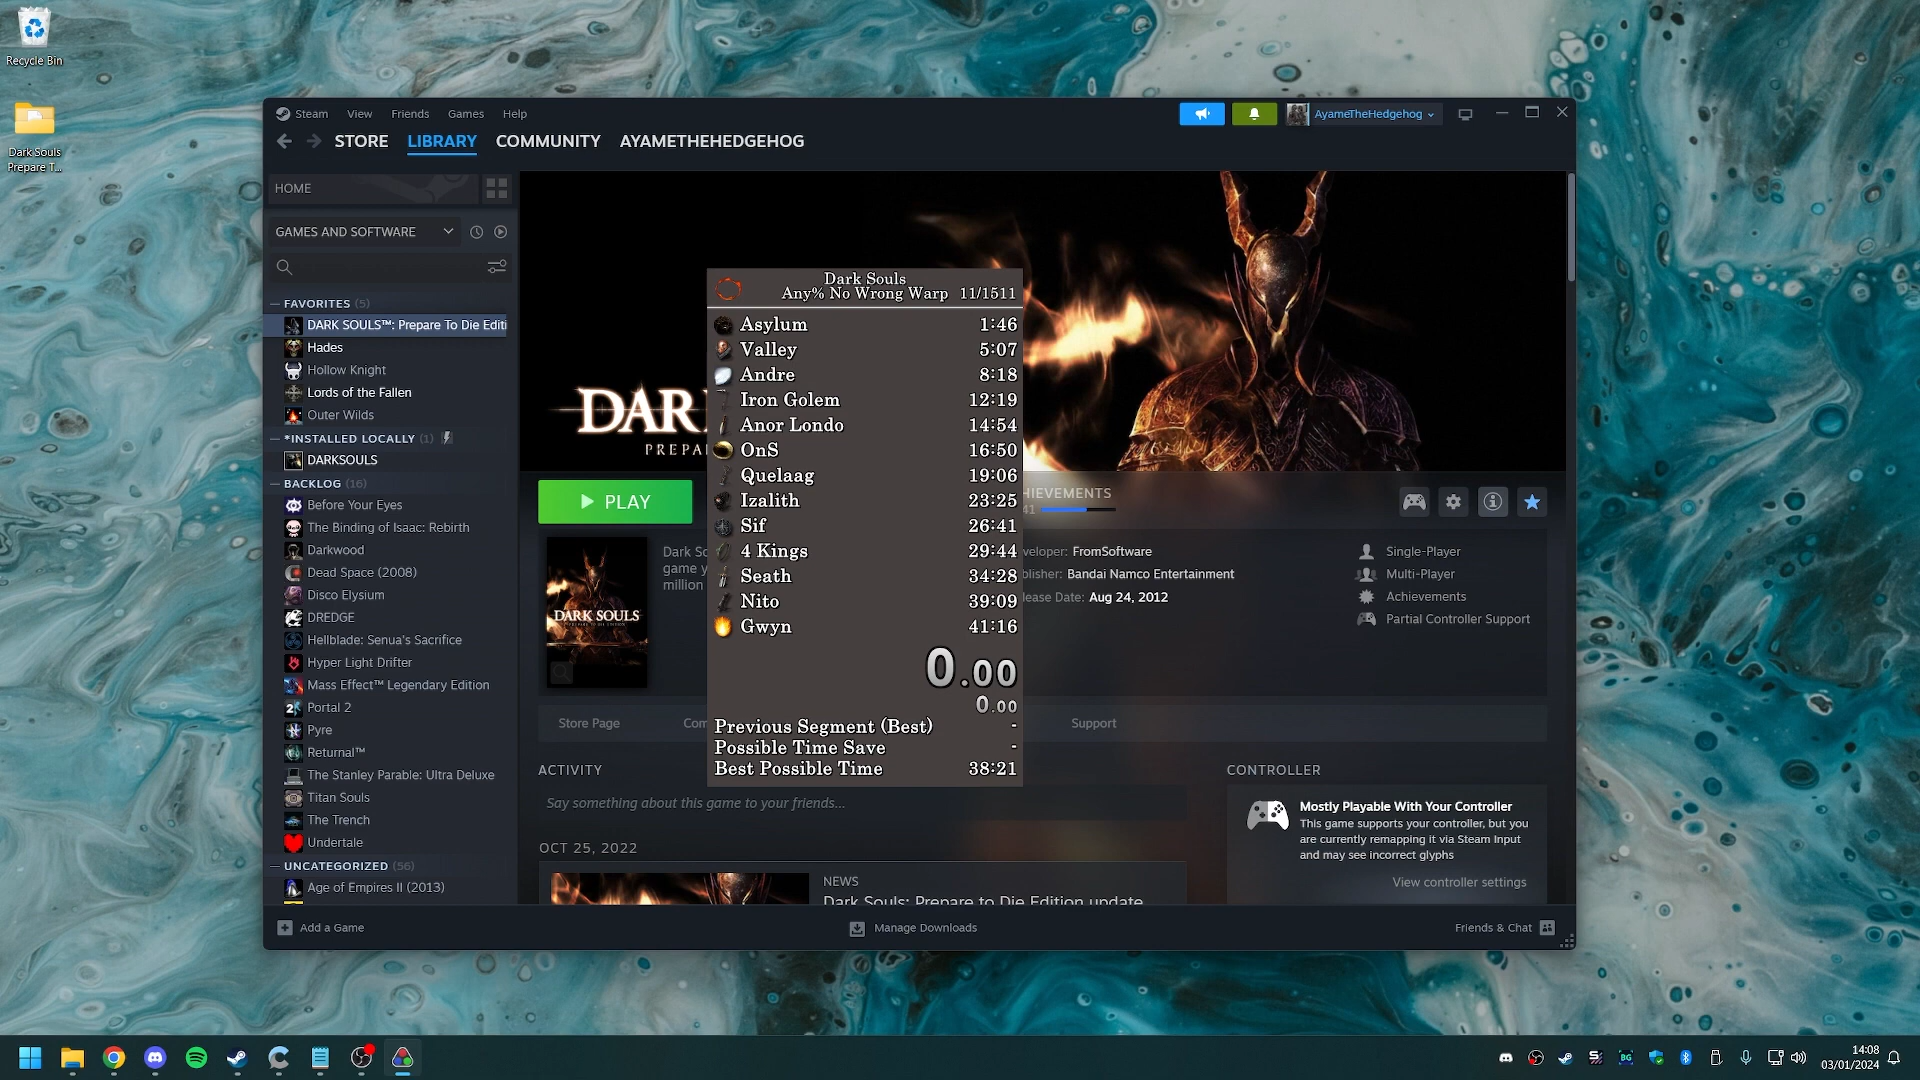 Recycle Bin
Dark Souls
Prepare T...
Steam View Friends Games Help
AyameTheHedgehog
STORE LIBRARY COMMUNITY AYAMETHEHEDGEHOG
HOME
GAMES AND SOFTWARE
FAVORITES (5)
DARK SOULS™: Prepare To Die Editi
Hades
Hollow Knight
Lords of the Fallen
Outer Wilds
*INSTALLED LOCALLY (1)
DARKSOULS
BACKLOG (16)
Before Your Eyes
The Binding of Isaac: Rebirth
Darkwood
Dead Space (2008)
Disco Elysium
DREDGE
Hellblade: Senua's Sacrifice
Hyper Light Drifter
Mass Effect™ Legendary Edition
Portal 2
Pyre
Returnal™
The Stanley Parable: Ultra Deluxe
Titan Souls
The Trench
Undertale
UNCATEGORIZED (56)
Age of Empires II (2013)
Add a Game
DAR
PREPA
Dark Souls
Any% No Wrong Warp 11/1511
Asylum 1:46
Valley 5:07
Andre 8:18
Iron Golem 12:19
Anor Londo 14:54
OnS 16:50
Quelaag 19:06
Izalith 23:25
Sif 26:41
4 Kings 29:44
Seath 34:28
Nito 39:09
Gwyn 41:16
0.00
0.00
Previous Segment (Best) -
Possible Time Save -
Best Possible Time 38:21
PLAY
HIEVEMENTS
41
DARK SOULS
Dark So
game y
million
veloper: FromSoftware
blisher: Bandai Namco Entertainment
lease Date: Aug 24, 2012
Single-Player
Multi-Player
Achievements
Partial Controller Support
Store Page Com Support
ACTIVITY
Say something about this game to your friends...
OCT 25, 2022
NEWS
Dark Souls: Prepare to Die Edition update
CONTROLLER
Mostly Playable With Your Controller
This game supports your controller, but you
are currently remapping it via Steam Input
and may see incorrect glyphs
View controller settings
Manage Downloads
Friends & Chat
BG
14:08
03/01/2024